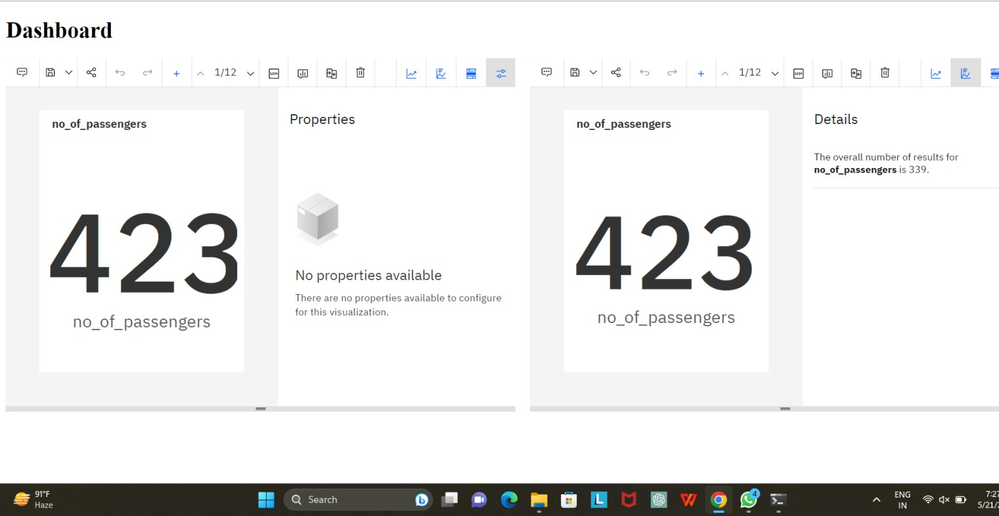 Dashboard
1/12
1/12
no_of_passengers
423
no_of_passengers
Properties
No properties available
There are no properties available to configure
for this visualization.
no_of_passengers
423
no_of_passengers
Details
The overall number of results for
no_of_passengers is 339.
91°F
Haze
Search
4
ENG
IN
7:27
5/21/2